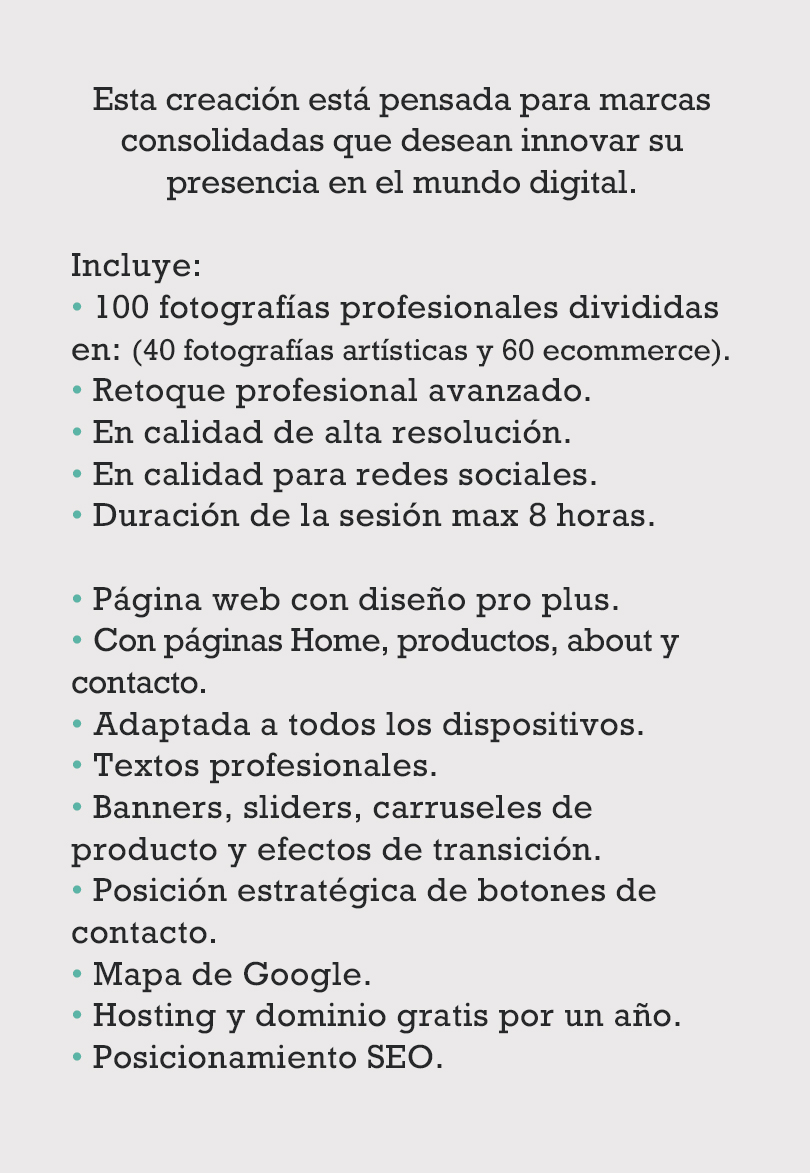 Esta creación está pensada para marcas
consolidadas que desean innovar su
presencia en el mundo digital.
Incluye:
• 100 fotografías profesionales divididas
en: (40 fotografías artísticas y 60 ecommerce).
• Retoque profesional avanzado.
• En calidad de alta resolución.
• En calidad para redes sociales.
• Duración de la sesión max 8 horas.
• Página web con diseño pro plus.
• Con páginas Home, productos, about y
contacto.
• Adaptada a todos los dispositivos.
• Textos profesionales.
• Banners, sliders, carruseles de
producto y efectos de transición.
• Posición estratégica de botones de
contacto.
• Mapa de Google.
• Hosting y dominio gratis por un año.
• Posicionamiento SEO.